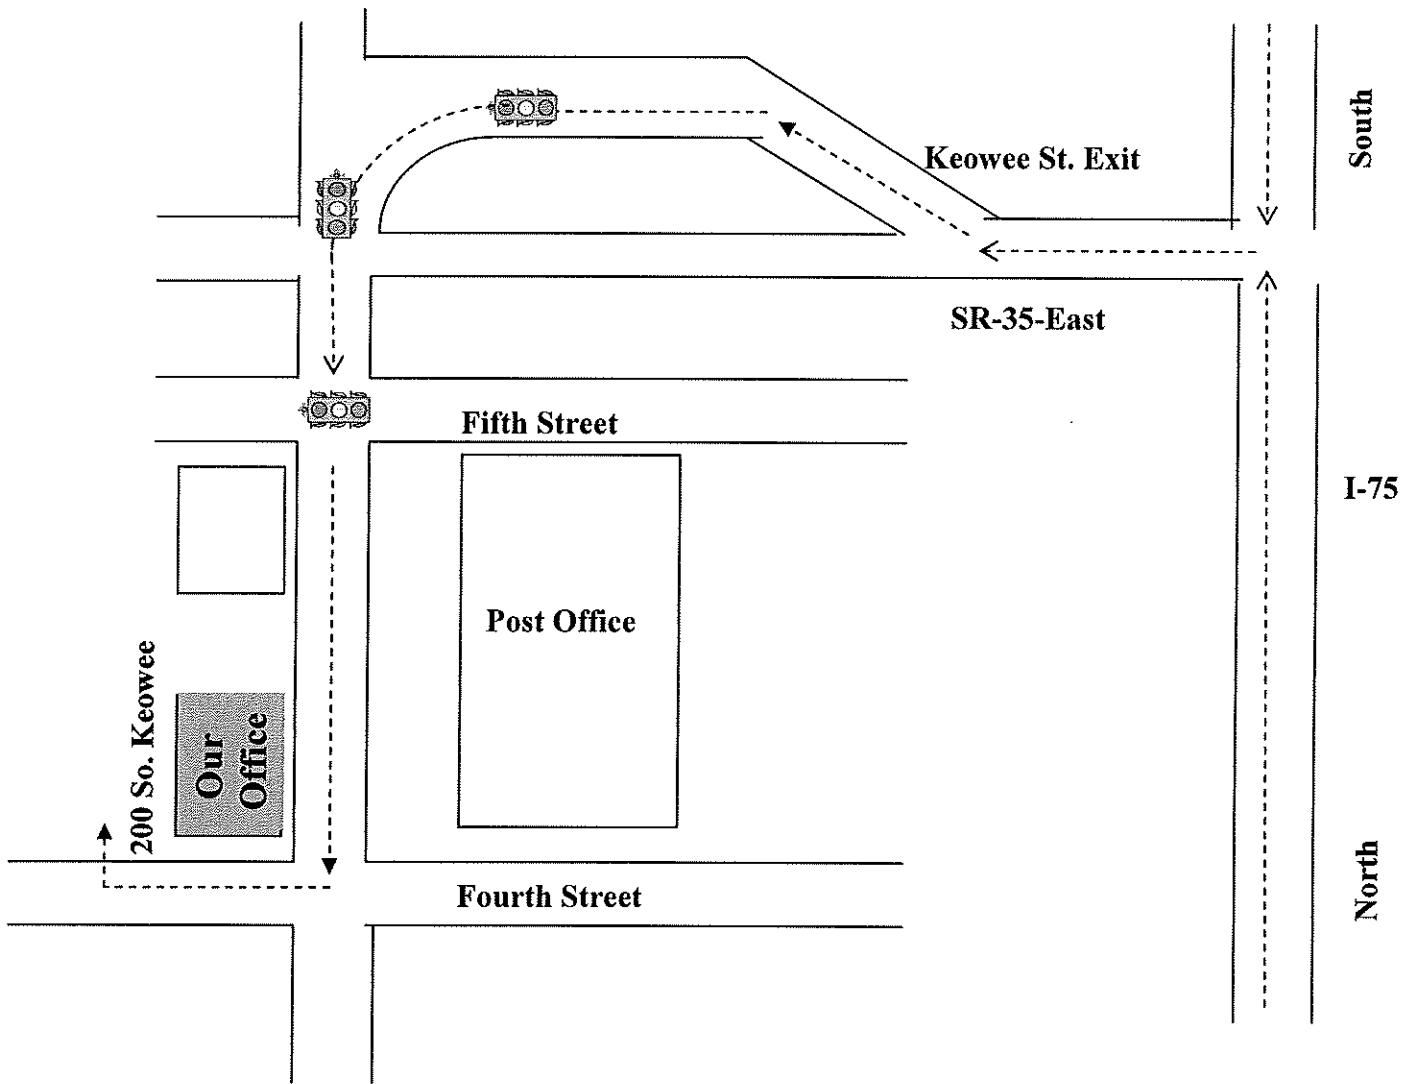 South
Keowee St. Exit
SR-35-East
Fifth Street
I-75
Post Office
200 So. Keowee
Our
Office
Fourth Street
North